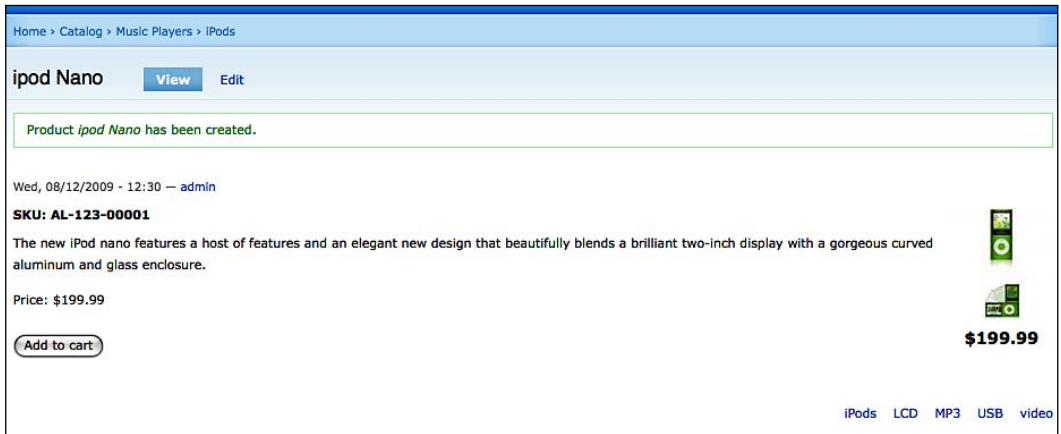 Home › Catalog › Music Players › iPods
ipod Nano View Edit
Product ipod Nano has been created.
Wed, 08/12/2009 - 12:30 — admin
SKU: AL-123-00001
The new iPod nano features a host of features and an elegant new design that beautifully blends a brilliant two-inch display with a gorgeous curved
aluminum and glass enclosure.
Price: $199.99
$199.99
Add to cart
iPods LCD MP3 USB video